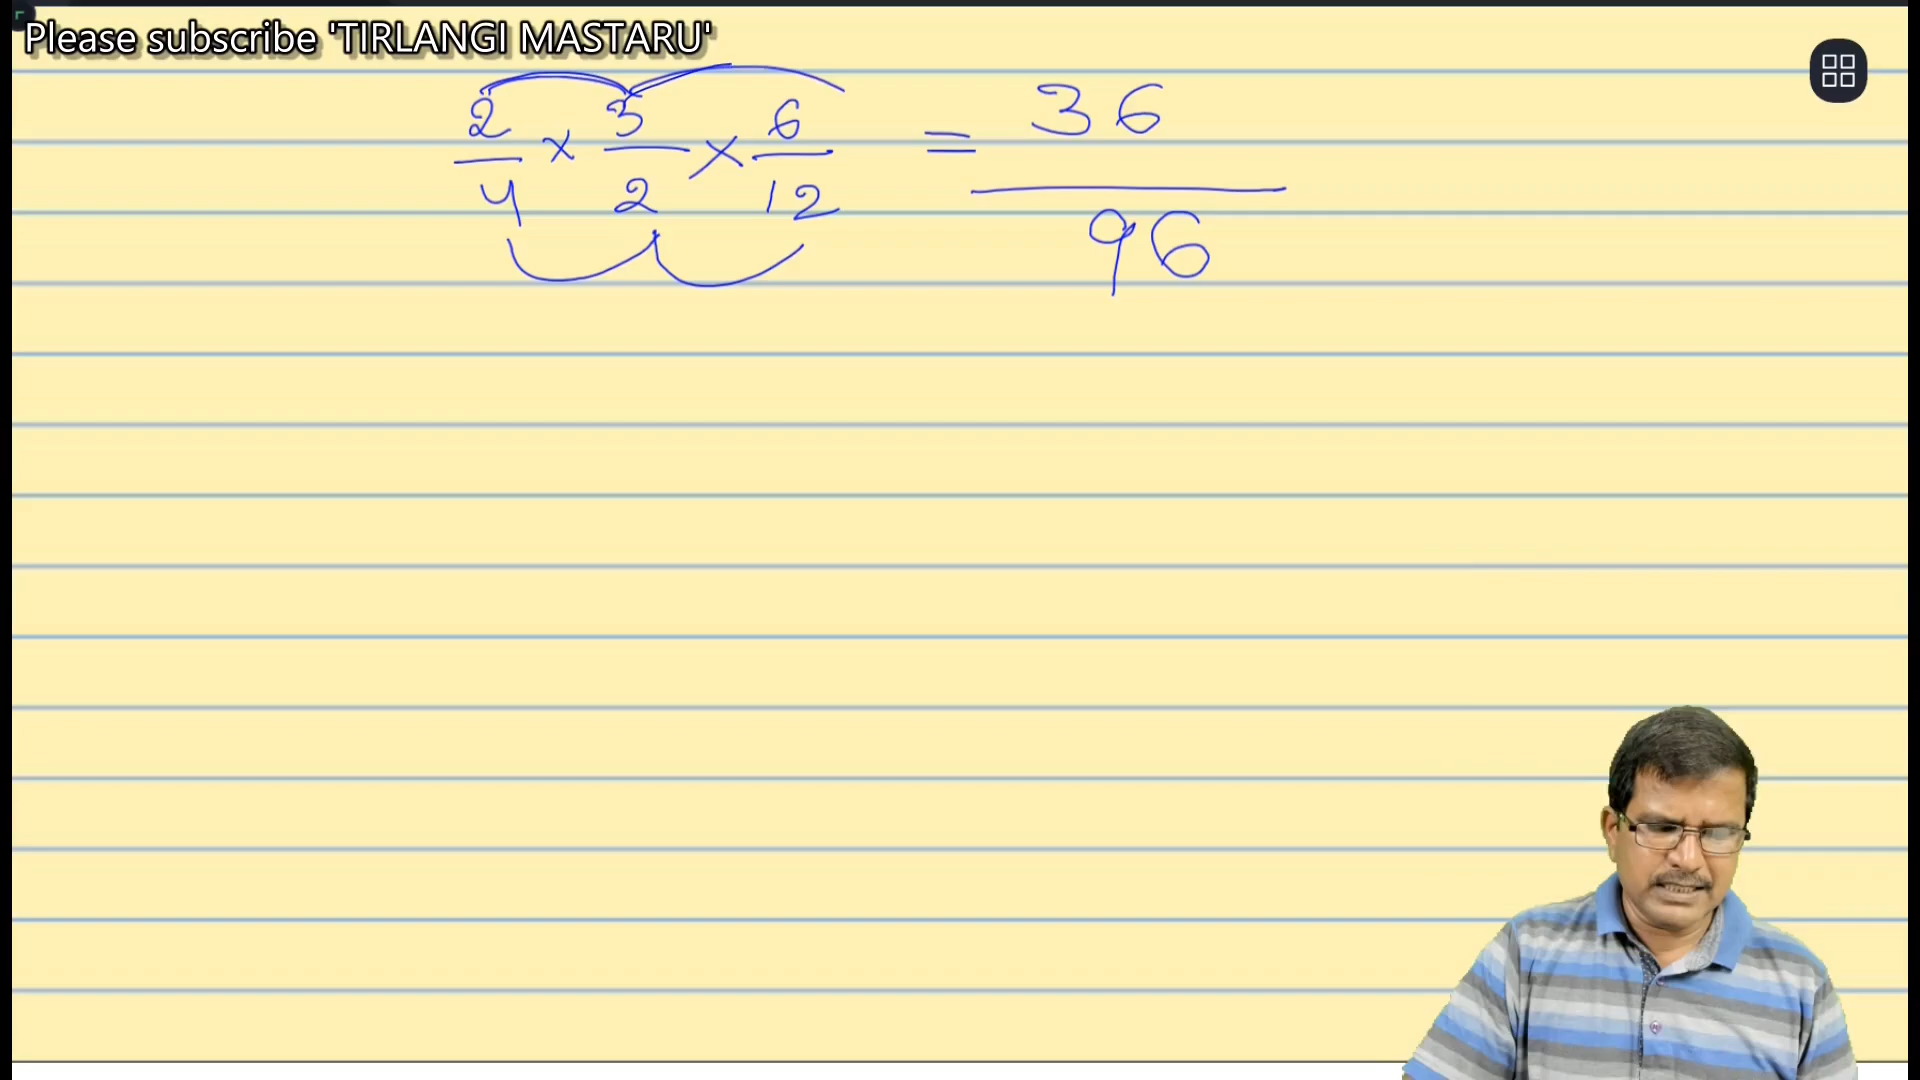 Please subscribe 'TIRLANGI MASTARU'
2/4 × 3/2 × 6/12 = 36/96